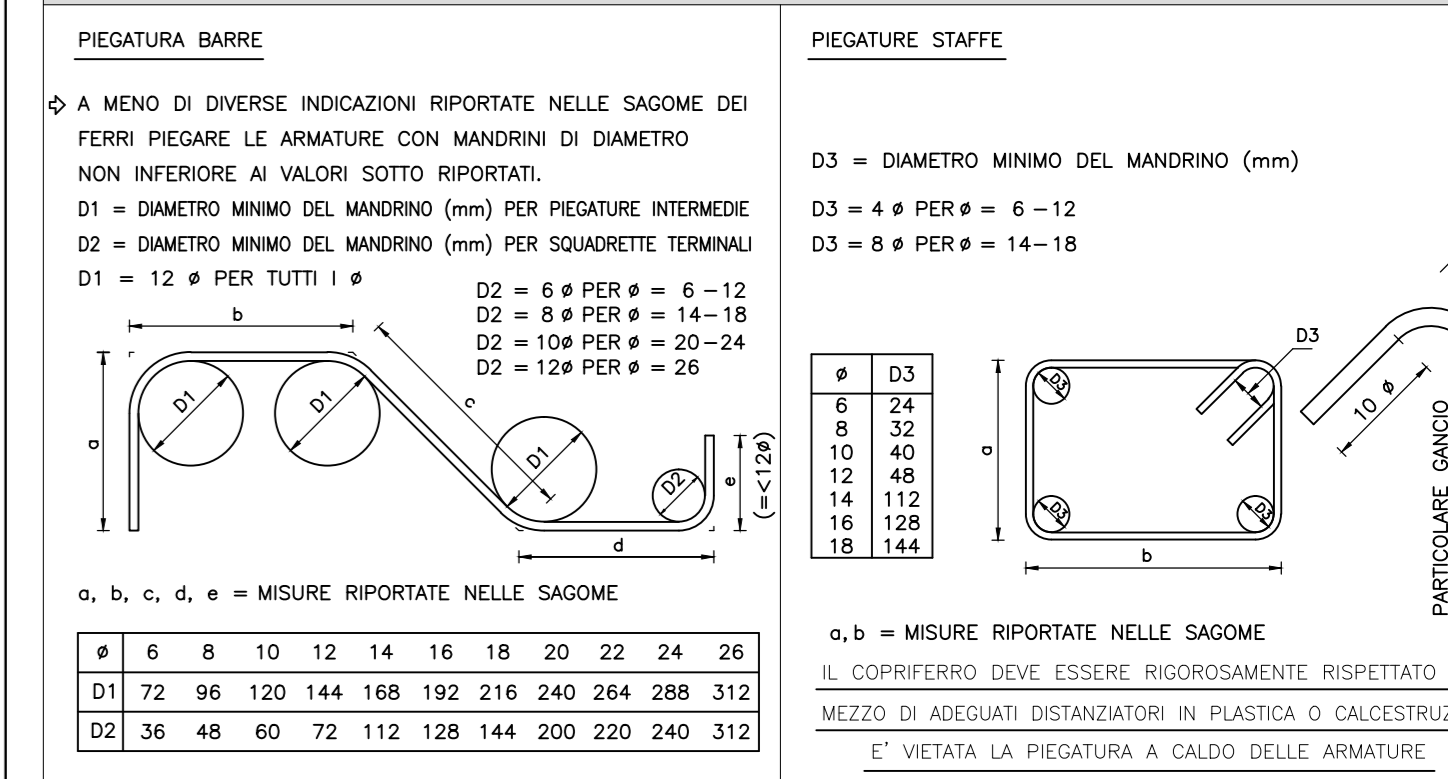 PIEGATURA BARRE
A MENO DI DIVERSE INDICAZIONI RIPORTATE NELLE SAGOME DEI
FERRI PIEGARE LE ARMATURE CON MANDRINI DI DIAMETRO
NON INFERIORE AI VALORI SOTTO RIPORTATI.
D1 = DIAMETRO MINIMO DEL MANDRINO (mm) PER PIEGATURE INTERMEDIE
D2 = DIAMETRO MINIMO DEL MANDRINO (mm) PER SQUADRETTE TERMINALI
D1 = 12 ø PER TUTTI I ø
D2 = 6 ø PER ø = 6-12
D2 = 8 ø PER ø = 14-18
D2 = 10ø PER ø = 20-24
D2 = 12ø PER ø = 26
b
a
D1
D1
c
D1
D2
e
(=<12ø)
d
a, b, c, d, e = MISURE RIPORTATE NELLE SAGOME
ø 6 8 10 12 14 16 18 20 22 24 26
D1 72 96 120 144 168 192 216 240 264 288 312
D2 36 48 60 72 112 128 144 200 220 240 312
PIEGATURE STAFFE
D3 = DIAMETRO MINIMO DEL MANDRINO (mm)
D3 = 4 ø PER ø = 6-12
D3 = 8 ø PER ø = 14-18
ø D3
6 24
8 32
10 40
12 48
14 112
16 128
18 144
D3
D3
a
D3
D3
b
10 ø
PARTICOLARE GANCIO
a,b = MISURE RIPORTATE NELLE SAGOME
IL COPRIFERRO DEVE ESSERE RIGOROSAMENTE RISPETTATO
MEZZO DI ADEGUATI DISTANZIATORI IN PLASTICA O
E' VIETATA LA PIEGATURA A CALDO DELLE ARMATURE